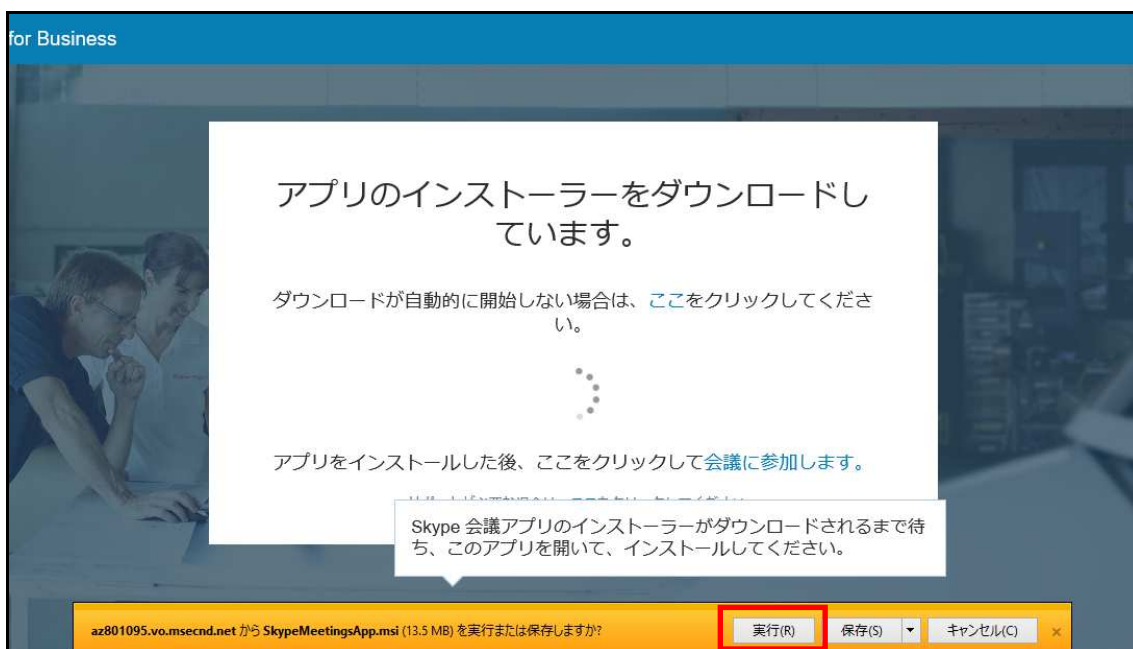 for Business
アプリのインストーラーをダウンロードし
ています。
ダウンロードが自動的に開始しない場合は、ここをクリックしてくださ
い。
アプリをインストールした後、ここをクリックして会議に参加します。
Skype 会議アプリのインストーラーがダウンロードされるまで待
ち、このアプリを開いて、インストールしてください。
az801095.vo.msecnd.net から SkypeMeetingsApp.msi (13.5 MB) を実行または保存しますか? 実行(R) 保存(S) キャンセル(C) ×